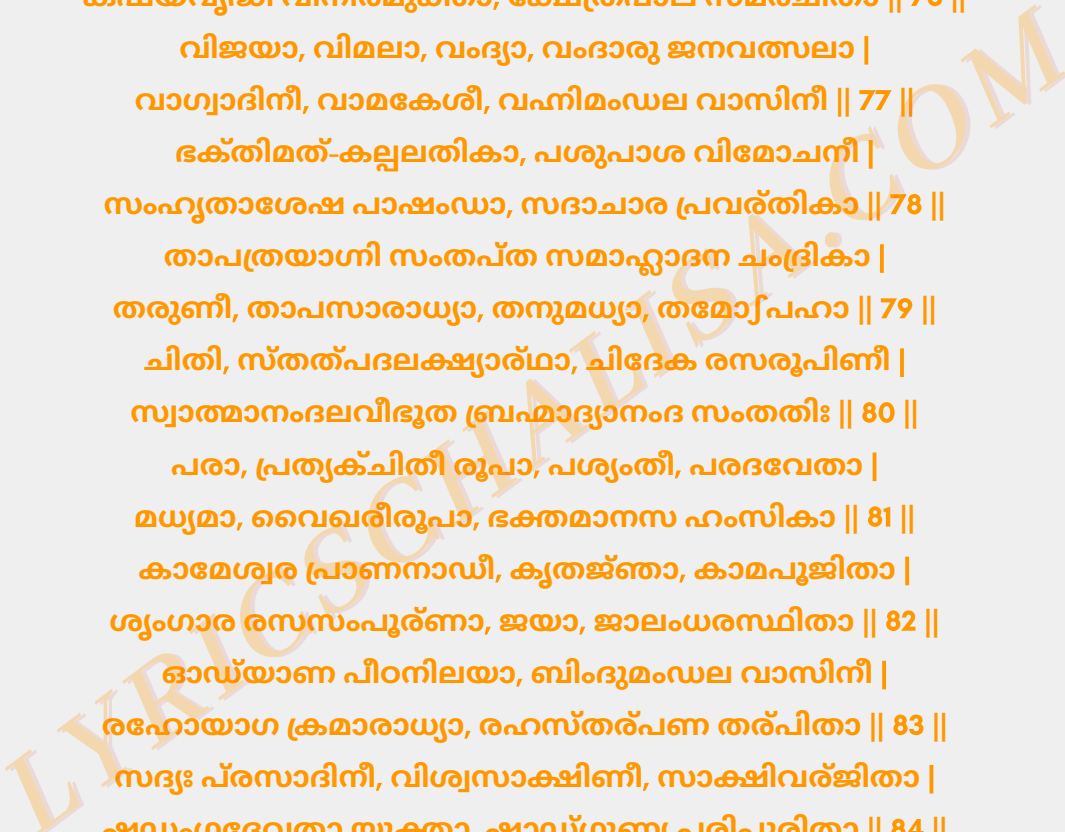 വിജയാ, വിമലാ, വംദ്യാ, വംദാരു ജനവത്സലാ |
വാഗ്വാദിനീ, വാമകേശീ, വഹ്നിമംഡല വാസിനീ || 77 ||
ഭക്തിമത്-കല്പലതികാ, പശുപാശ വിമോചനീ |
സംഹൃതാശേഷ പാഷംഡാ, സദാചാര പ്രവര്തികാ || 78 ||
താപത്രയാഗ്നി സംതപ്ത സമാഹ്ലാദന ചംദ്രികാ |
തരുണീ, താപസാരാധ്യാ, തനുമധ്യാ, തമോഽപഹാ || 79 ||
ചിതി, സ്തത്പദലക്ഷ്യാര്ഥാ, ചിദേക രസരൂപിണീ |
സ്വാത്മാനംദലവീഭൂത ബ്രഹ്മാദ്യാനംദ സംതതിഃ || 80 ||
പരാ, പ്രത്യക്ചിതീ രൂപാ, പശ്യംതീ, പരദേവതാ |
മധ്യമാ, വൈഖരീരൂപാ, ഭക്തമാനസ ഹംസികാ || 81 ||
കാമേശ്വര പ്രാണനാഡീ, കൃതജ്ഞാ, കാമപൂജിതാ |
ശൃംഗാര രസസംപൂര്ണാ, ജയാ, ജാലംധരസ്ഥിതാ || 82 ||
ഓഡ്യാണ പീഠനിലയാ, ബിംദുമംഡല വാസിനീ |
രഹോയാഗ ക്രമാരാധ്യാ, രഹസ്തര്പണ തര്പിതാ || 83 ||
സദ്യഃ പ്രസാദിനീ, വിശ്വസാക്ഷിണീ, സാക്ഷിവര്ജിതാ |
LYRICSCHALISA.COM